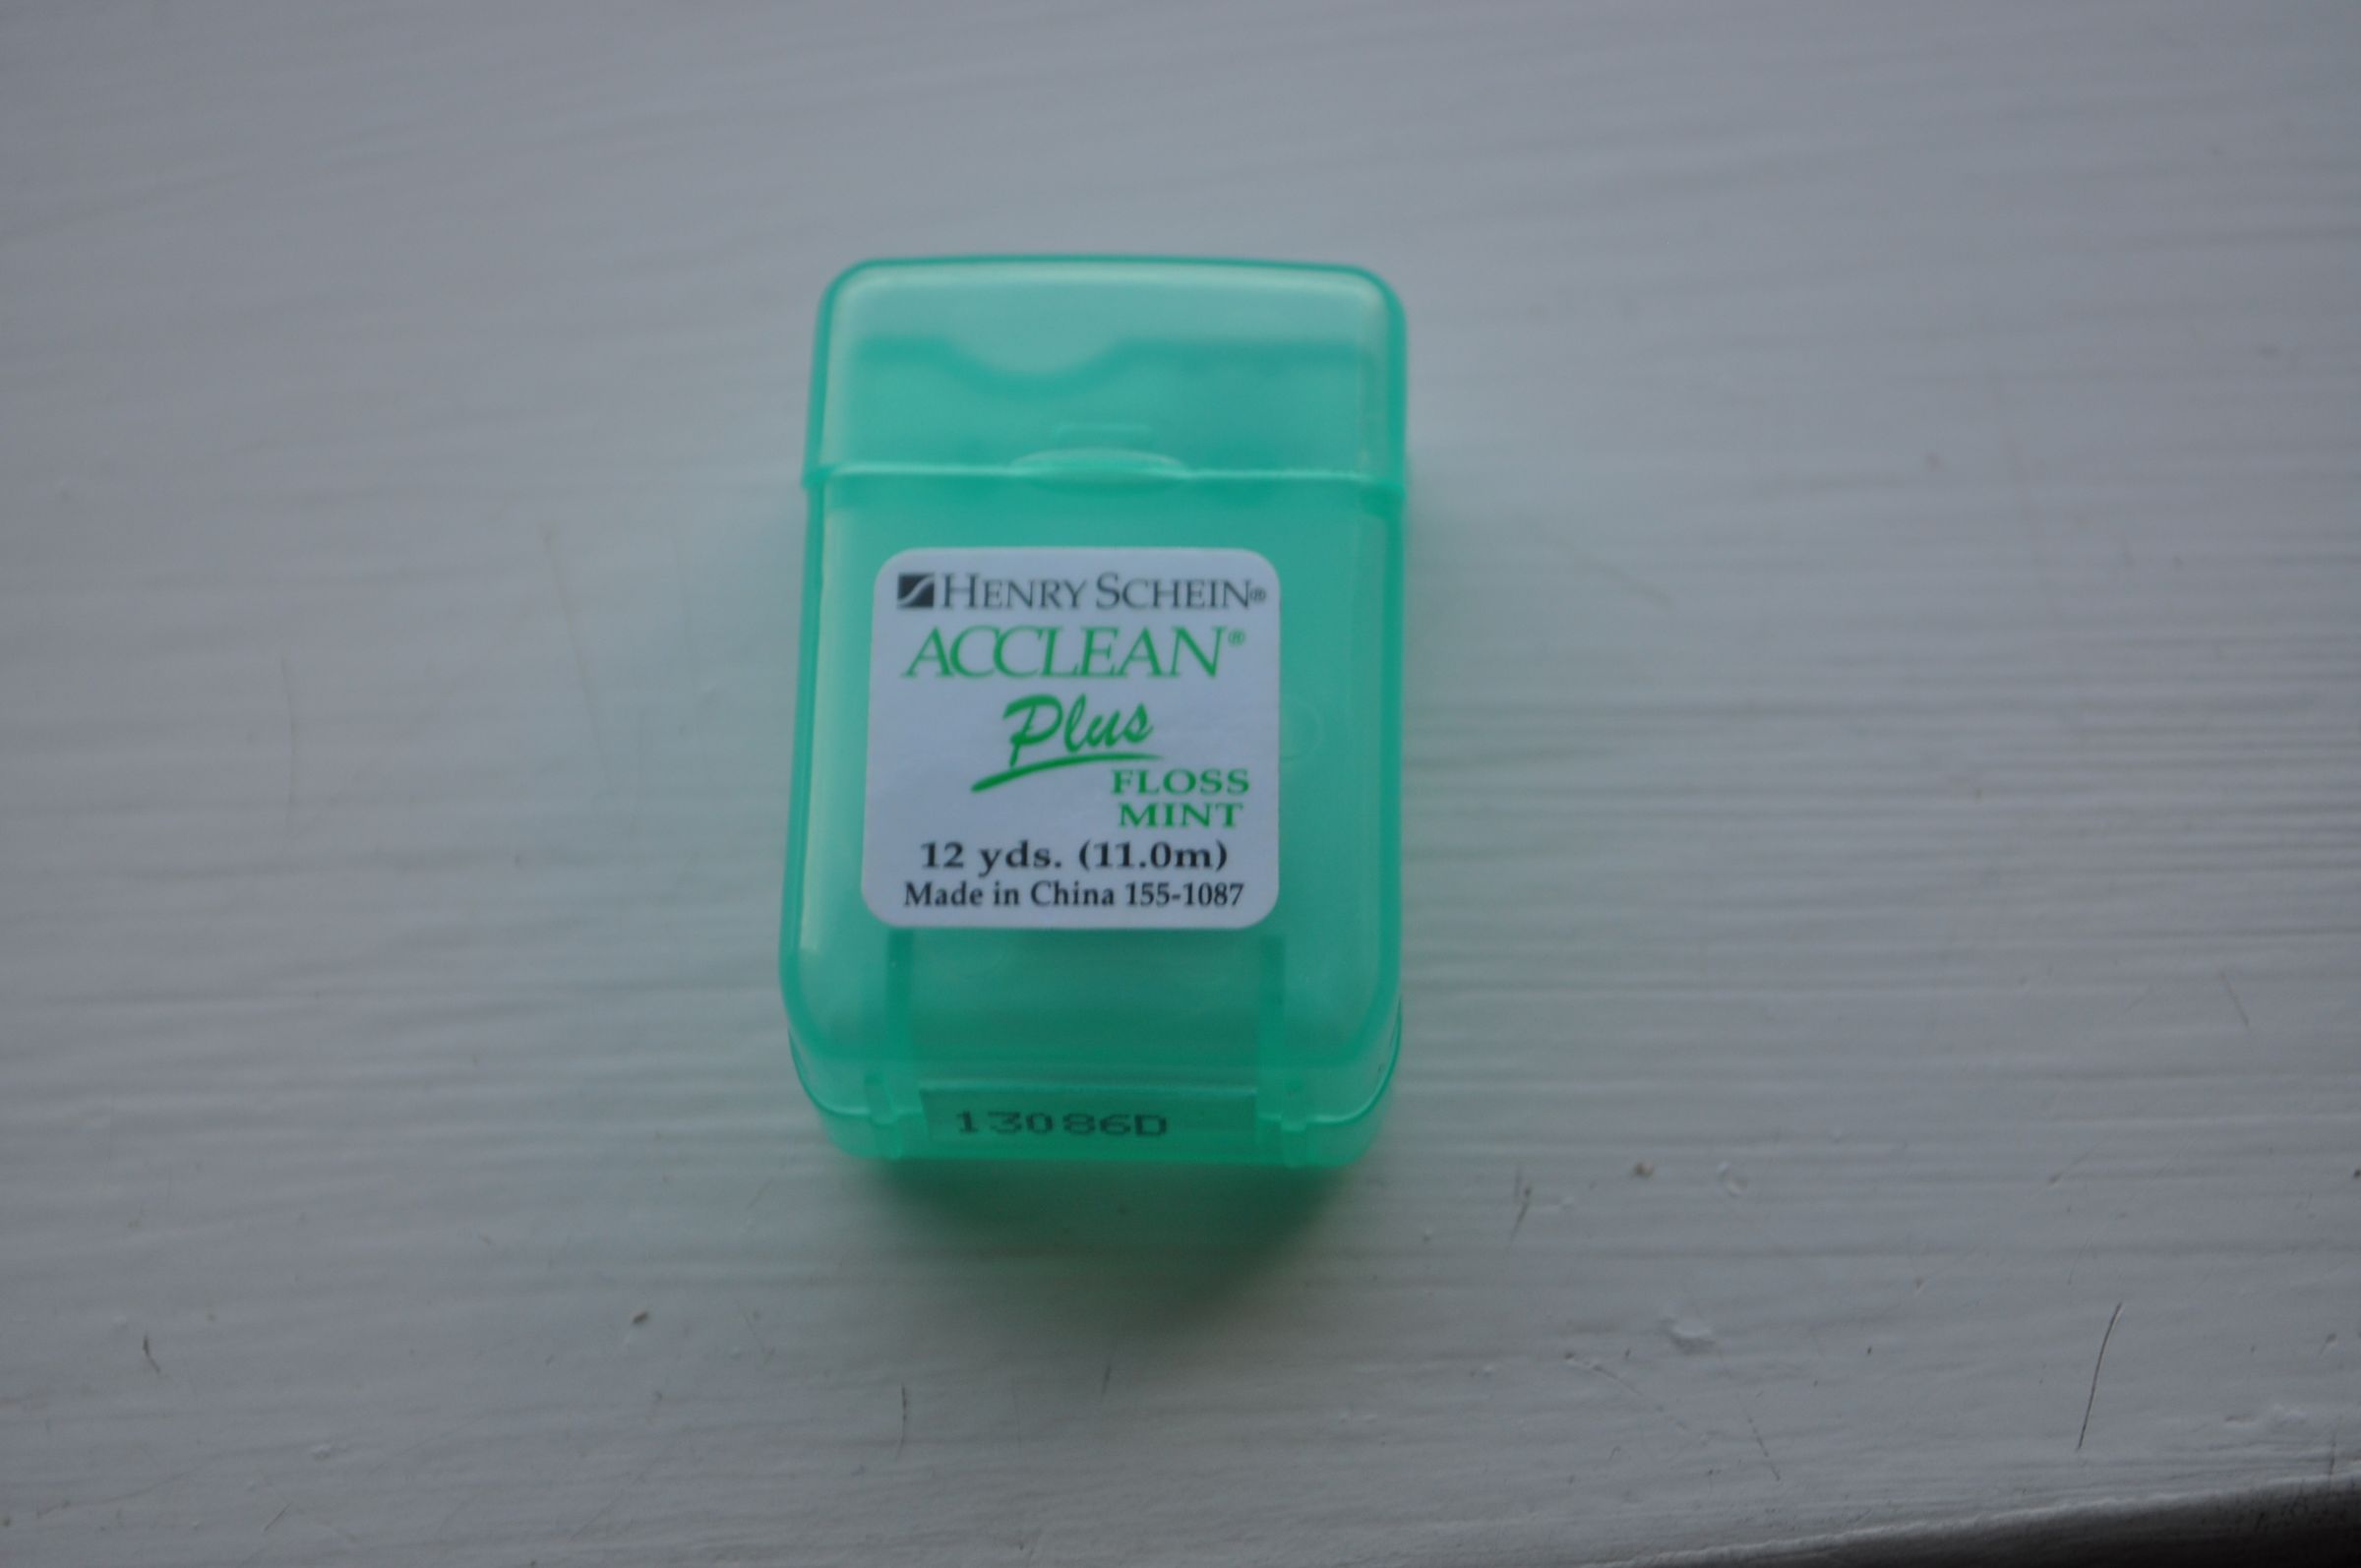 HENRY SCHEIN®
ACCLEAN®
Plus
FLOSS
MINT
12 yds. (11.0m)
Made in China 155-1087
13086D